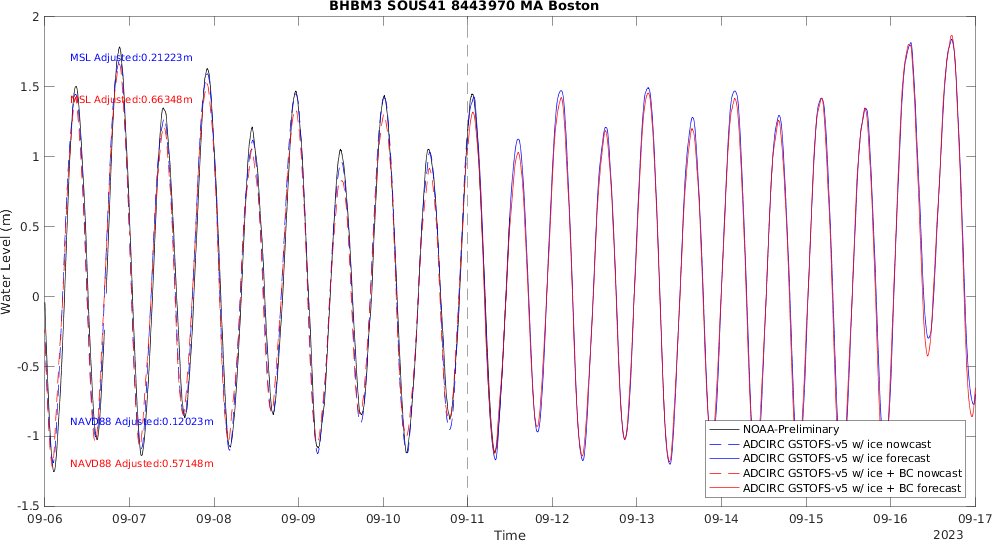 BHBM3 SOUS41 8443970 MA Boston
2
1.5
1
0.5
0
-0.5
-1
-1.5
Water Level (m)
MSL Adjusted:0.21223m
MSL Adjusted:0.66348m
NAVD88 Adjusted:0.12023m
NAVD88 Adjusted:0.57148m
NOAA-Preliminary
ADCIRC GSTOFS-v5 w/ ice nowcast
ADCIRC GSTOFS-v5 w/ ice forecast
ADCIRC GSTOFS-v5 w/ ice + BC nowcast
ADCIRC GSTOFS-v5 w/ ice + BC forecast
09-06 09-07 09-08 09-09 09-10 09-11 09-12 09-13 09-14 09-15 09-16 09-17
Time
2023